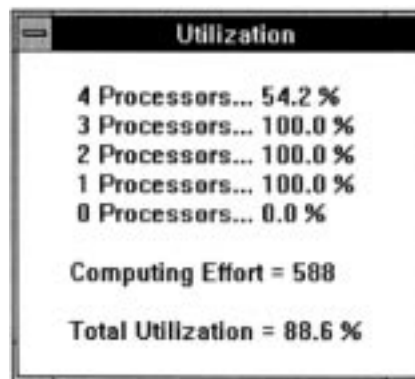 Utilization
4 Processors... 54.2 %
3 Processors... 100.0 %
2 Processors... 100.0 %
1 Processors... 100.0 %
0 Processors... 0.0 %
Computing Effort = 588
Total Utilization = 88.6 %